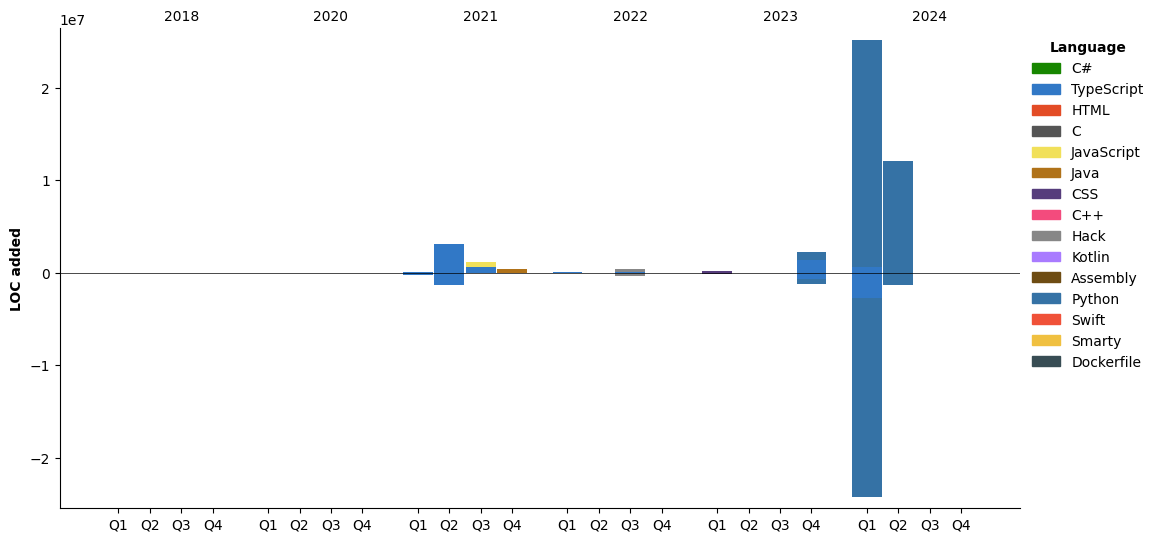 1e7
2018 2020 2021 2022 2023 2024
LOC added
2
1
0
−1
−2
Q1 Q2 Q3 Q4 Q1 Q2 Q3 Q4 Q1 Q2 Q3 Q4 Q1 Q2 Q3 Q4 Q1 Q2 Q3 Q4 Q1 Q2 Q3 Q4
Language
C#
TypeScript
HTML
C
JavaScript
Java
CSS
C++
Hack
Kotlin
Assembly
Python
Swift
Smarty
Dockerfile